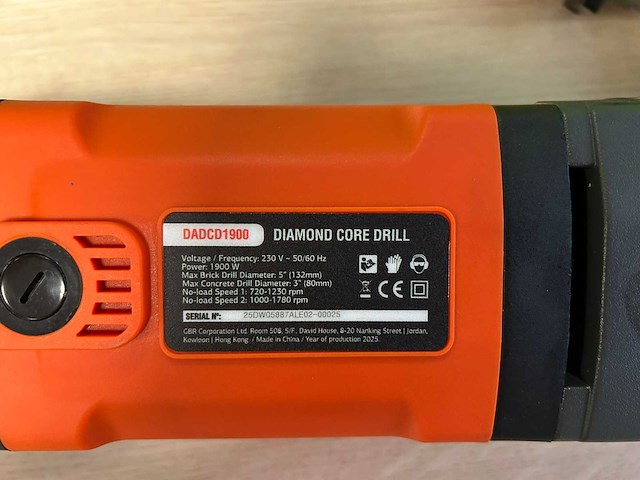 DADCD1900 DIAMOND CORE DRILL
Voltage / Frequency: 230 V ~ 50/60 Hz
Power: 1900 W
Max Brick Drill Diameter: 5" (132mm)
Max Concrete Drill Diameter: 3" (80mm)
No-load Speed 1: 720-1230 rpm
No-load Speed 2: 1000-1780 rpm
CE
SERIAL Nº: 25DW05887ALE02-00025
GBR Corporation Ltd. Room 508, 5/F, David House, 8-20 Nanking Street | Jordan,
Kowloon | Hong Kong / Made in China / Year of production 2025.